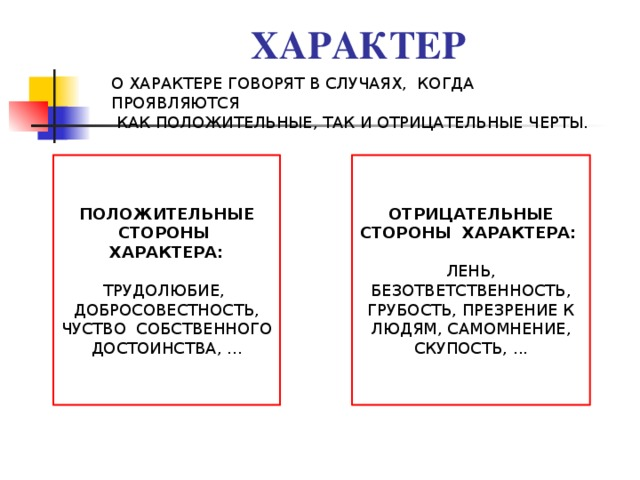 ХАРАКТЕР
О ХАРАКТЕРЕ ГОВОРЯТ В СЛУЧАЯХ, КОГДА
ПРОЯВЛЯЮТСЯ
КАК ПОЛОЖИТЕЛЬНЫЕ, ТАК И ОТРИЦАТЕЛЬНЫЕ ЧЕРТЫ.
ПОЛОЖИТЕЛЬНЫЕ
СТОРОНЫ
ХАРАКТЕРА:
ТРУДОЛЮБИЕ,
ДОБРОСОВЕСТНОСТЬ,
ЧУСТВО СОБСТВЕННОГО
ДОСТОИНСТВА, ...
ОТРИЦАТЕЛЬНЫЕ
СТОРОНЫ ХАРАКТЕРА:
ЛЕНЬ,
БЕЗОТВЕТСТВЕННОСТЬ,
ГРУБОСТЬ, ПРЕЗРЕНИЕ К
ЛЮДЯМ, САМОМНЕНИЕ,
СКУПОСТЬ, ...